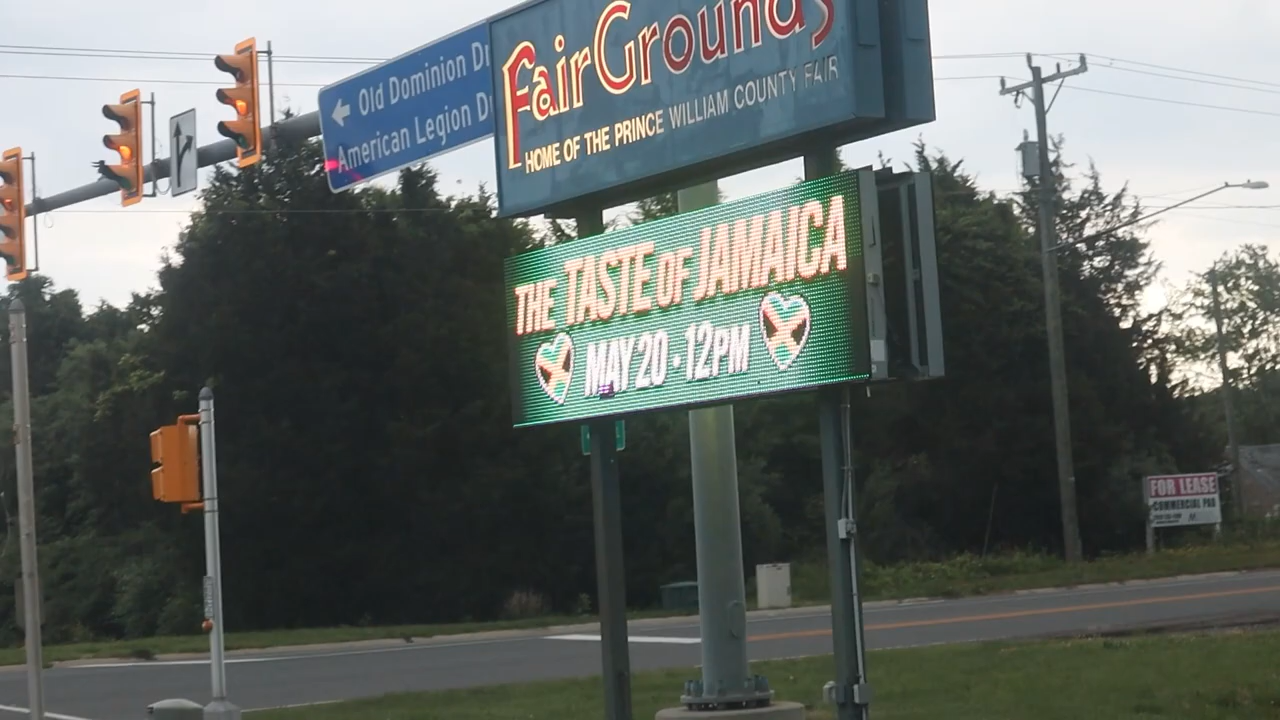 FairGrounds
HOME OF THE PRINCE WILLIAM COUNTY FAIR
Old Dominion Dr
American Legion D
THE TASTE OF JAMAICA
MAY 20 · 12PM
FOR LEASE
COMMERCIAL PAD